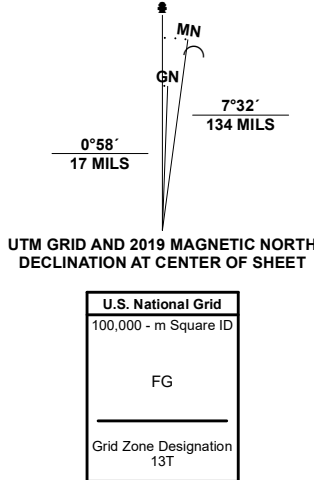 MN
GN
7°32´
134 MILS
0°58´
17 MILS
UTM GRID AND 2019 MAGNETIC NORTH
DECLINATION AT CENTER OF SHEET
U.S. National Grid
100,000 - m Square ID
FG
Grid Zone Designation
13T